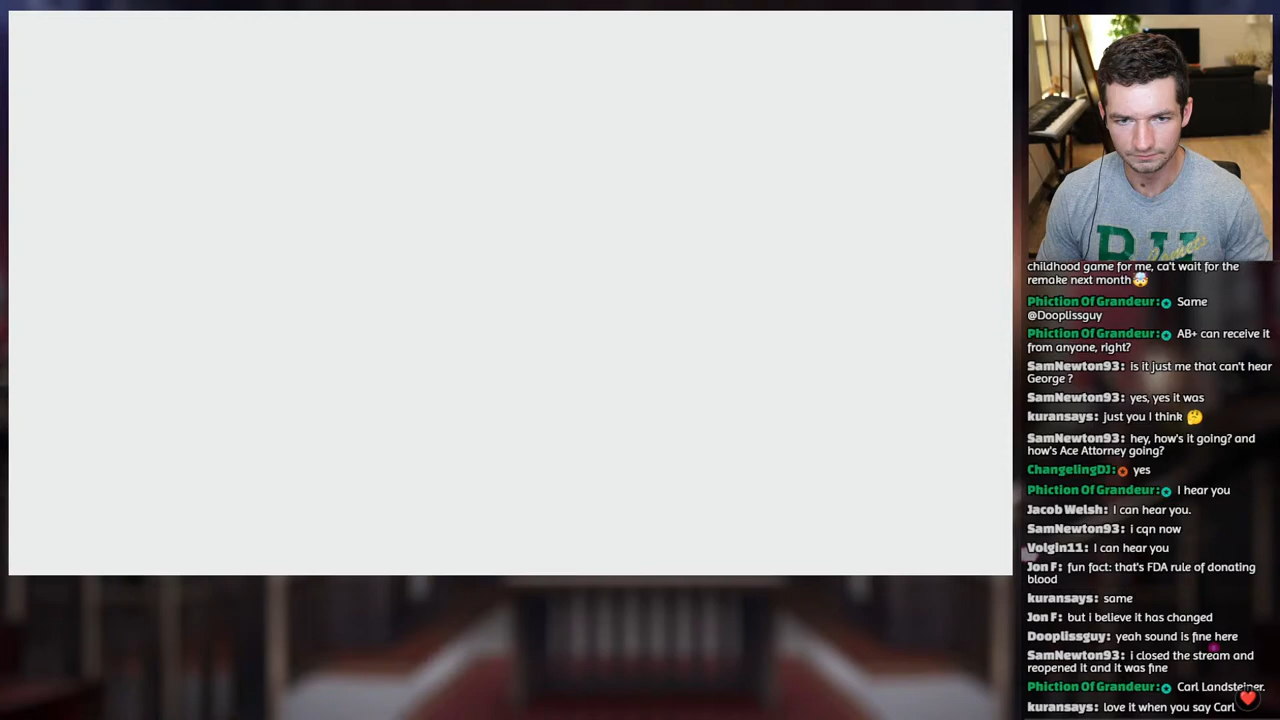 BH
Comets
childhood game for me, ca't wait for the
remake next month🤯
Phiction Of Grandeur: Same
@Dooplissguy
Phiction Of Grandeur: AB+ can receive it
from anyone, right?
SamNewton93: is it just me that can't hear
George ?
SamNewton93: yes, yes it was
kuransays: just you I think 🤔
SamNewton93: hey, how's it going? and
how's Ace Attorney going?
ChangelingDJ: yes
Phiction Of Grandeur: I hear you
Jacob Welsh: I can hear you.
SamNewton93: i cqn now
Volgin11: I can hear you
Jon F: fun fact: that's FDA rule of donating
blood
kuransays: same
Jon F: but i believe it has changed
Dooplissguy: yeah sound is fine here
SamNewton93: i closed the stream and
reopened it and it was fine
Phiction Of Grandeur: Carl Landsteiner.
kuransays: love it when you say Carl